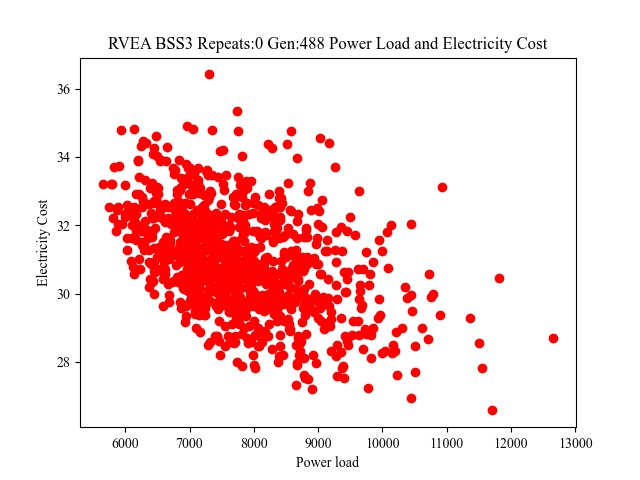 RVEA BSS3 Repeats:0 Gen:488 Power Load and Electricity Cost
36
34
32
30
28
Electricity Cost
6000 7000 8000 9000 10000 11000 12000 13000
Power load